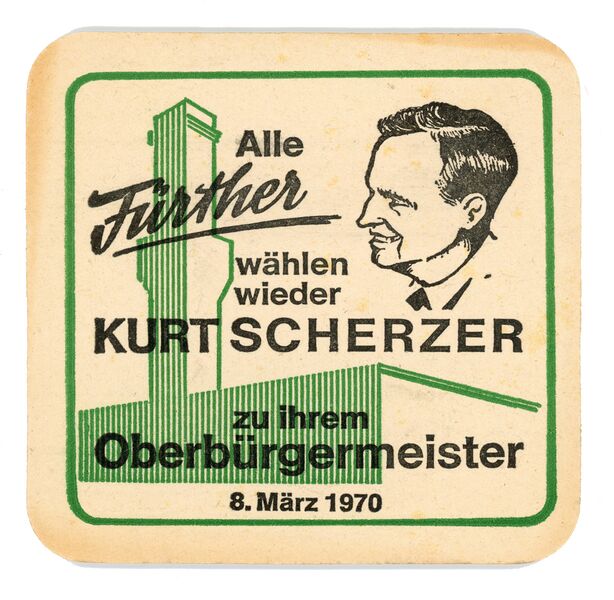 Alle
Fürther
wählen
wieder
KURT SCHERZER
zu ihrem
Oberbürgermeister
8. März 1970